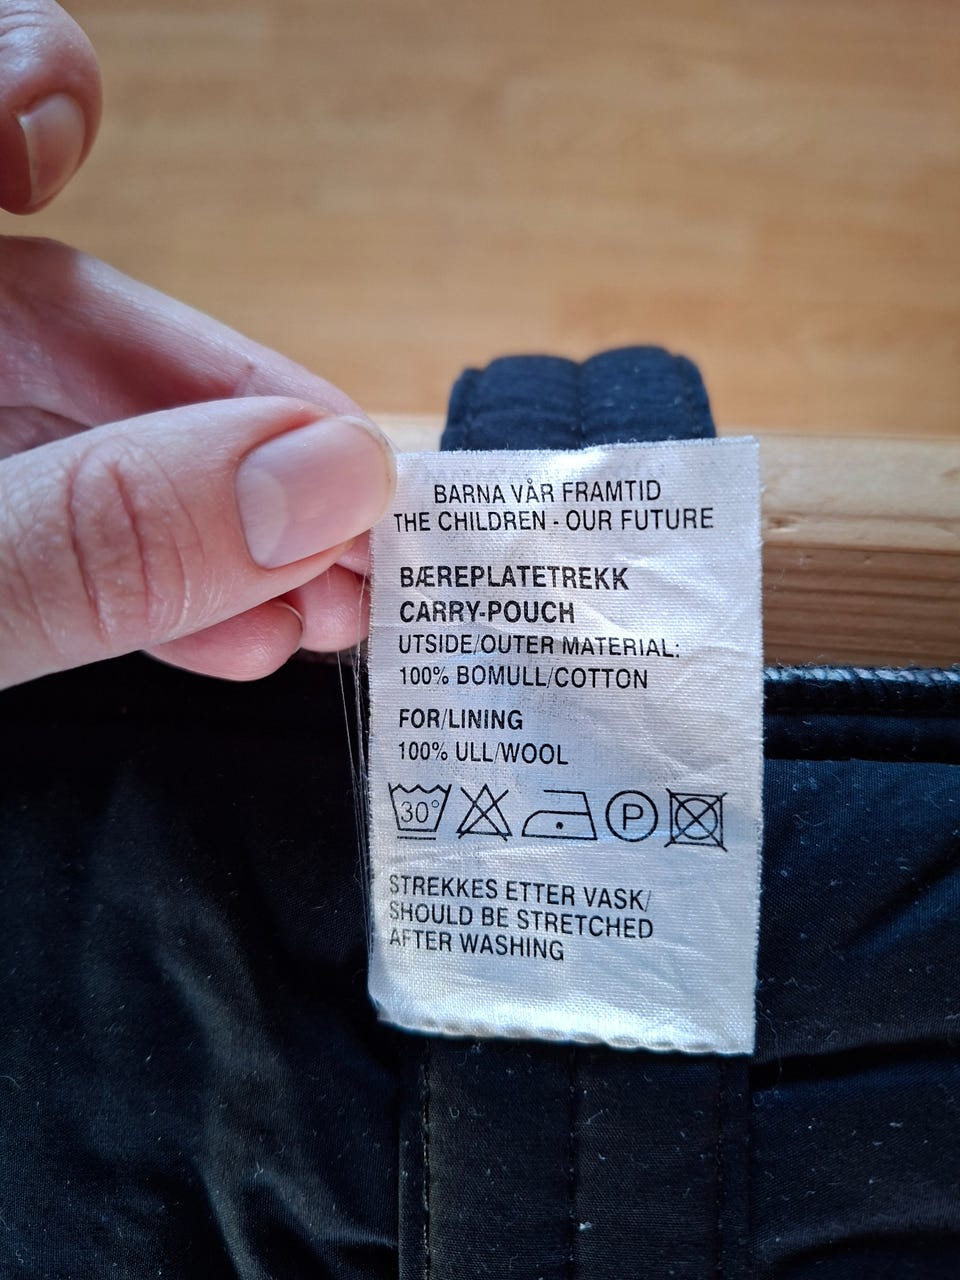 BARNA VÅR FRAMTID
THE CHILDREN - OUR FUTURE
BÆREPLATETREKK
CARRY-POUCH
UTSIDE/OUTER MATERIAL:
100% BOMULL/COTTON
FOR/LINING
100% ULL/WOOL
30° P
STREKKES ETTER VASK/
SHOULD BE STRETCHED
AFTER WASHING